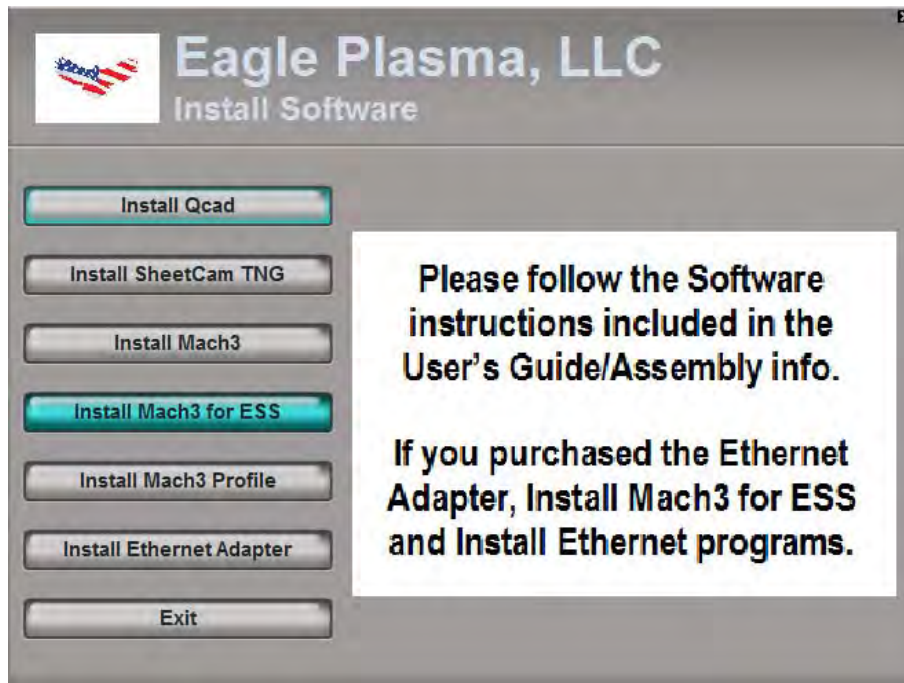 Eagle Plasma, LLC
Install Software
Install Qcad
Install SheetCam TNG
Install Mach3
Install Mach3 for ESS
Install Mach3 Profile
Install Ethernet Adapter
Exit
Please follow the Software
instructions included in the
User's Guide/Assembly info.
If you purchased the Ethernet
Adapter, Install Mach3 for ESS
and Install Ethernet programs.